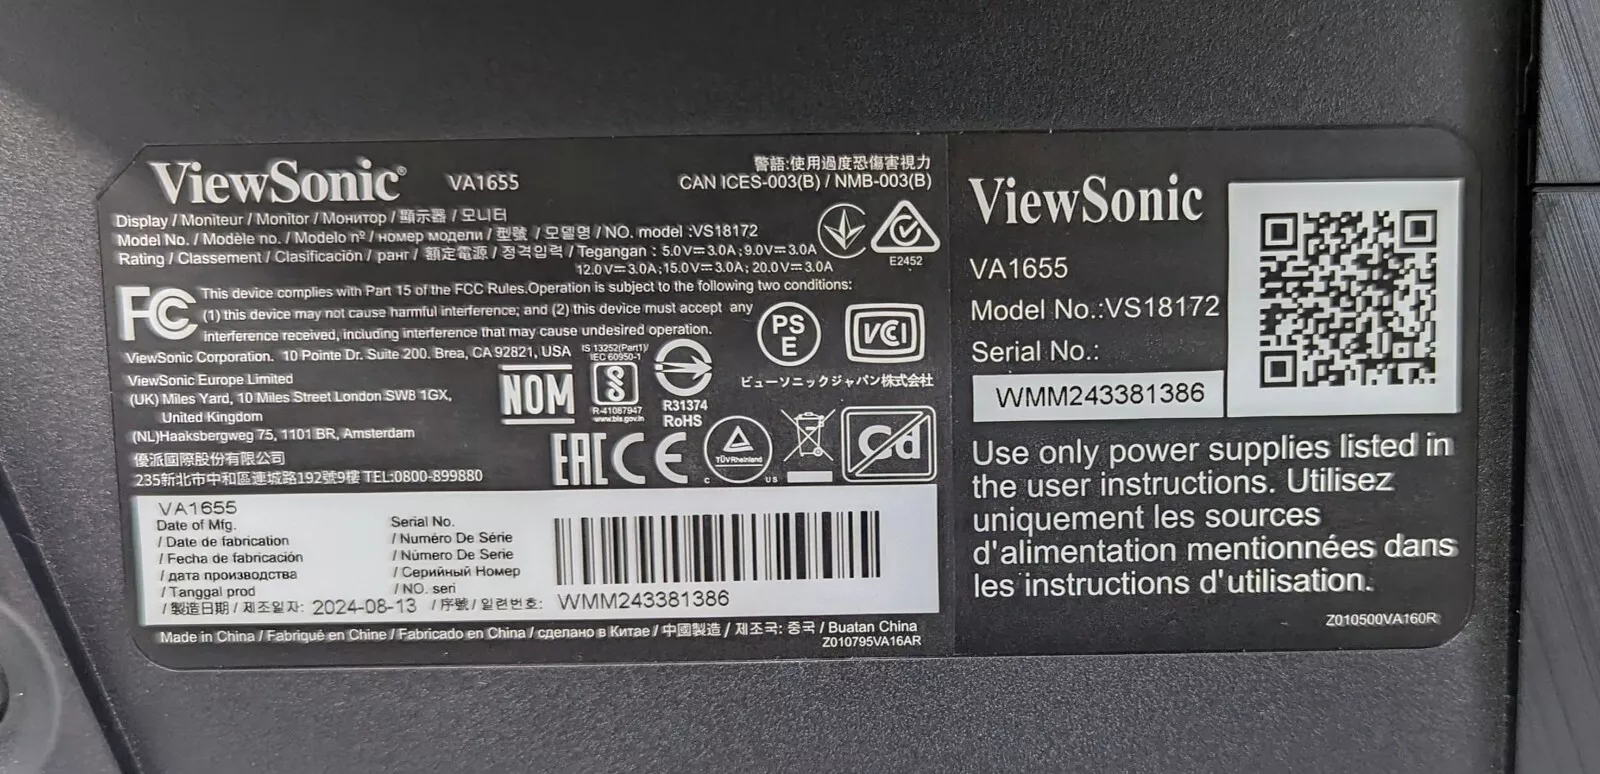 ViewSonic® VA1655
警語:使用過度恐傷害視力
CAN ICES-003(B) / NMB-003(B)
Display / Moniteur / Monitor / Монитор / 顯示器 / 모니터
Model No. / Modèle no. / Modelo nº / номер модели / 型號 / 모델명 / NO. model :VS18172
Rating / Classement / Clasificación / ранг / 額定電源 / 정격입력 / Tegangan : 5.0V⎓3.0A;9.0V⎓3.0A
12.0V⎓3.0A;15.0V⎓3.0A; 20.0V⎓3.0A
E2452
FC
This device complies with Part 15 of the FCC Rules.Operation is subject to the following two conditions:
(1) this device may not cause harmful interference; and (2) this device must accept any
interference received, including interference that may cause undesired operation.
ViewSonic Corporation. 10 Pointe Dr. Suite 200. Brea, CA 92821, USA
ViewSonic Europe Limited
(UK) Miles Yard, 10 Miles Street London SW8 1GX,
United Kingdom
(NL)Haaksbergweg 75, 1101 BR, Amsterdam
優派國際股份有限公司
235新北市中和區連城路192號9樓 TEL:0800-899880
IS 13252(Part1)/
IEC 60950-1
R-41087947
www.bis.gov.in
NOM
R31374
RoHS
PS
E
VCCI
ビューソニックジャパン株式会社
EAC CE
TÜVRheinland
C US
Cd
VA1655
Date of Mfg.
/ Date de fabrication
/ Fecha de fabricación
/ дата производства
/ Tanggal prod
/ 製造日期 / 제조일자: 2024-08-13
Serial No.
/ Numéro De Série
/ Número De Serie
/ Серийный Номер
/ NO. seri
/ 序號 / 일련번호: WMM243381386
Made in China / Fabriqué en Chine / Fabricado en China / сделано в Китае / 中國製造 / 제조국: 중국 / Buatan China
Z010795VA16AR
ViewSonic
VA1655
Model No.:VS18172
Serial No.:
WMM243381386
Use only power supplies listed in
the user instructions. Utilisez
uniquement les sources
d'alimentation mentionnées dans
les instructions d'utilisation.
Z010500VA160R